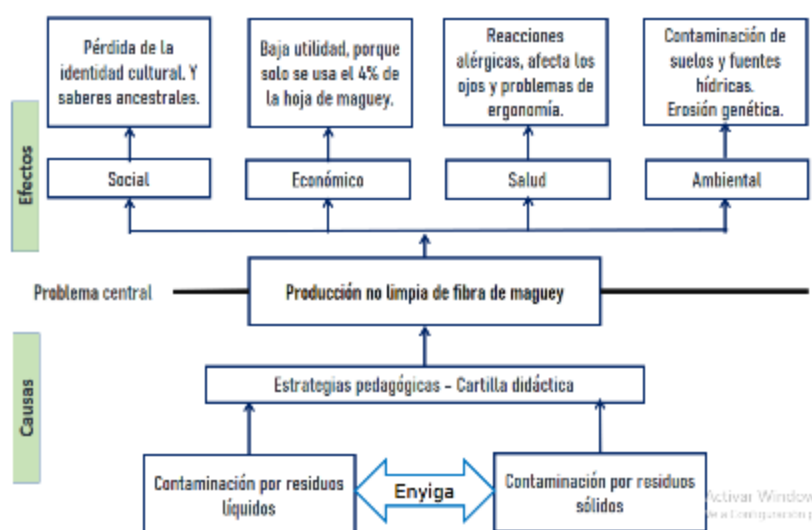 Pérdida de la
identidad cultural. Y
saberes ancestrales.
Baja utilidad, porque
solo se usa el 4% de
la hoja de maguey.
Reacciones
alérgicas, afecta los
ojos y problemas de
ergonomía.
Contaminación de
suelos y fuentes
hídricas.
Erosión genética.
Efectos
Social
Económico
Salud
Ambiental
Problema central
Producción no limpia de fibra de maguey
Causas
Estrategias pedagógicas - Cartilla didáctica
Contaminación por residuos
líquidos
Enyiga
Contaminación por residuos
sólidos
Activar Window